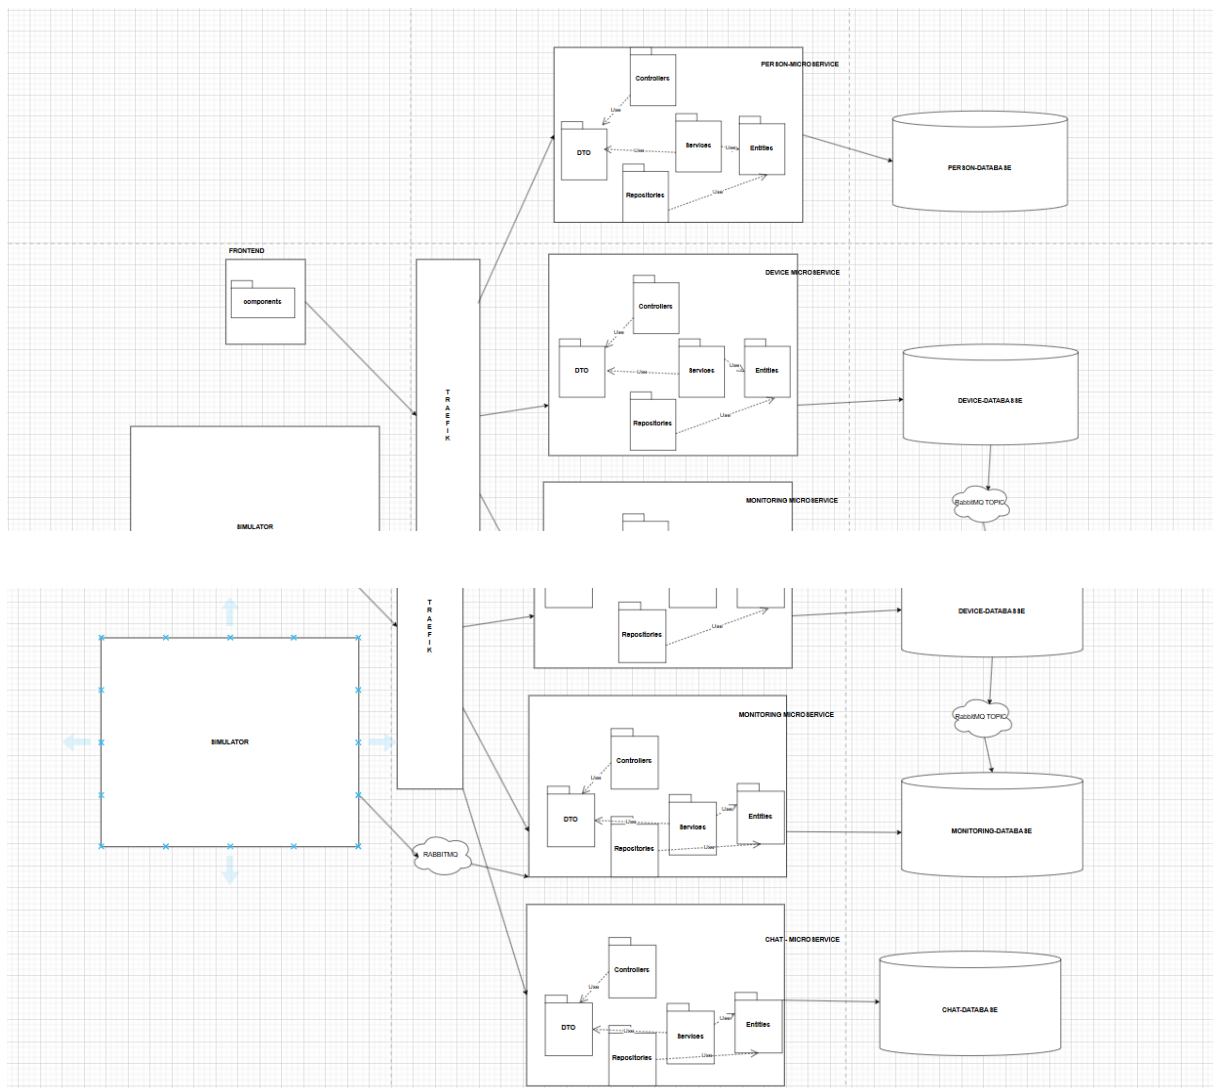 PERSON-MICROSERVICE
Controllers
Use
DTO
Use
Services
Use
Entities
Repositories
Use
PERSON-DATABASE
FRONTEND
components
TRAEFIK
DEVICE MICROSERVICE
Controllers
Use
DTO
Use
Services
Use
Entities
Repositories
Use
DEVICE-DATABASE
RabbitMQ TOPIC
MONITORING MICROSERVICE
SIMULATOR
TRAEFIK
Repositories
Use
DEVICE-DATABASE
RabbitMQ TOPIC
SIMULATOR
MONITORING MICROSERVICE
Controllers
Use
DTO
Use
Services
Use
Entities
Repositories
Use
MONITORING-DATABASE
RABBITMQ
CHAT - MICROSERVICE
Controllers
Use
DTO
Use
Services
Use
Entities
Repositories
Use
CHAT-DATABASE